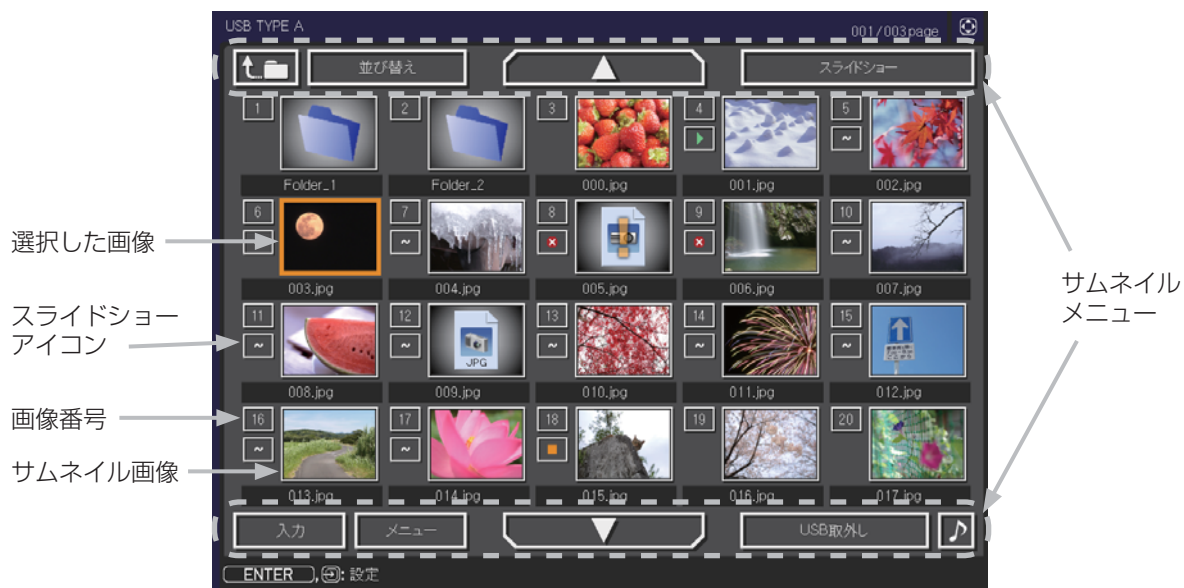 USB TYPE A
001/003page
並び替え
スライドショー
1
2
3
4
5
~
Folder_1
Folder_2
000.jpg
001.jpg
002.jpg
選択した画像
6
7
8
9
10
~
~
003.jpg
004.jpg
005.jpg
006.jpg
007.jpg
サムネイル
メニュー
スライドショー
アイコン
11
12
13
14
15
~
~
~
~
~
JPG
008.jpg
009.jpg
010.jpg
011.jpg
012.jpg
画像番号
16
17
18
19
20
~
~
サムネイル画像
013.jpg
014.jpg
015.jpg
016.jpg
017.jpg
入力
メニュー
USB取外し
ENTER
,
: 設定